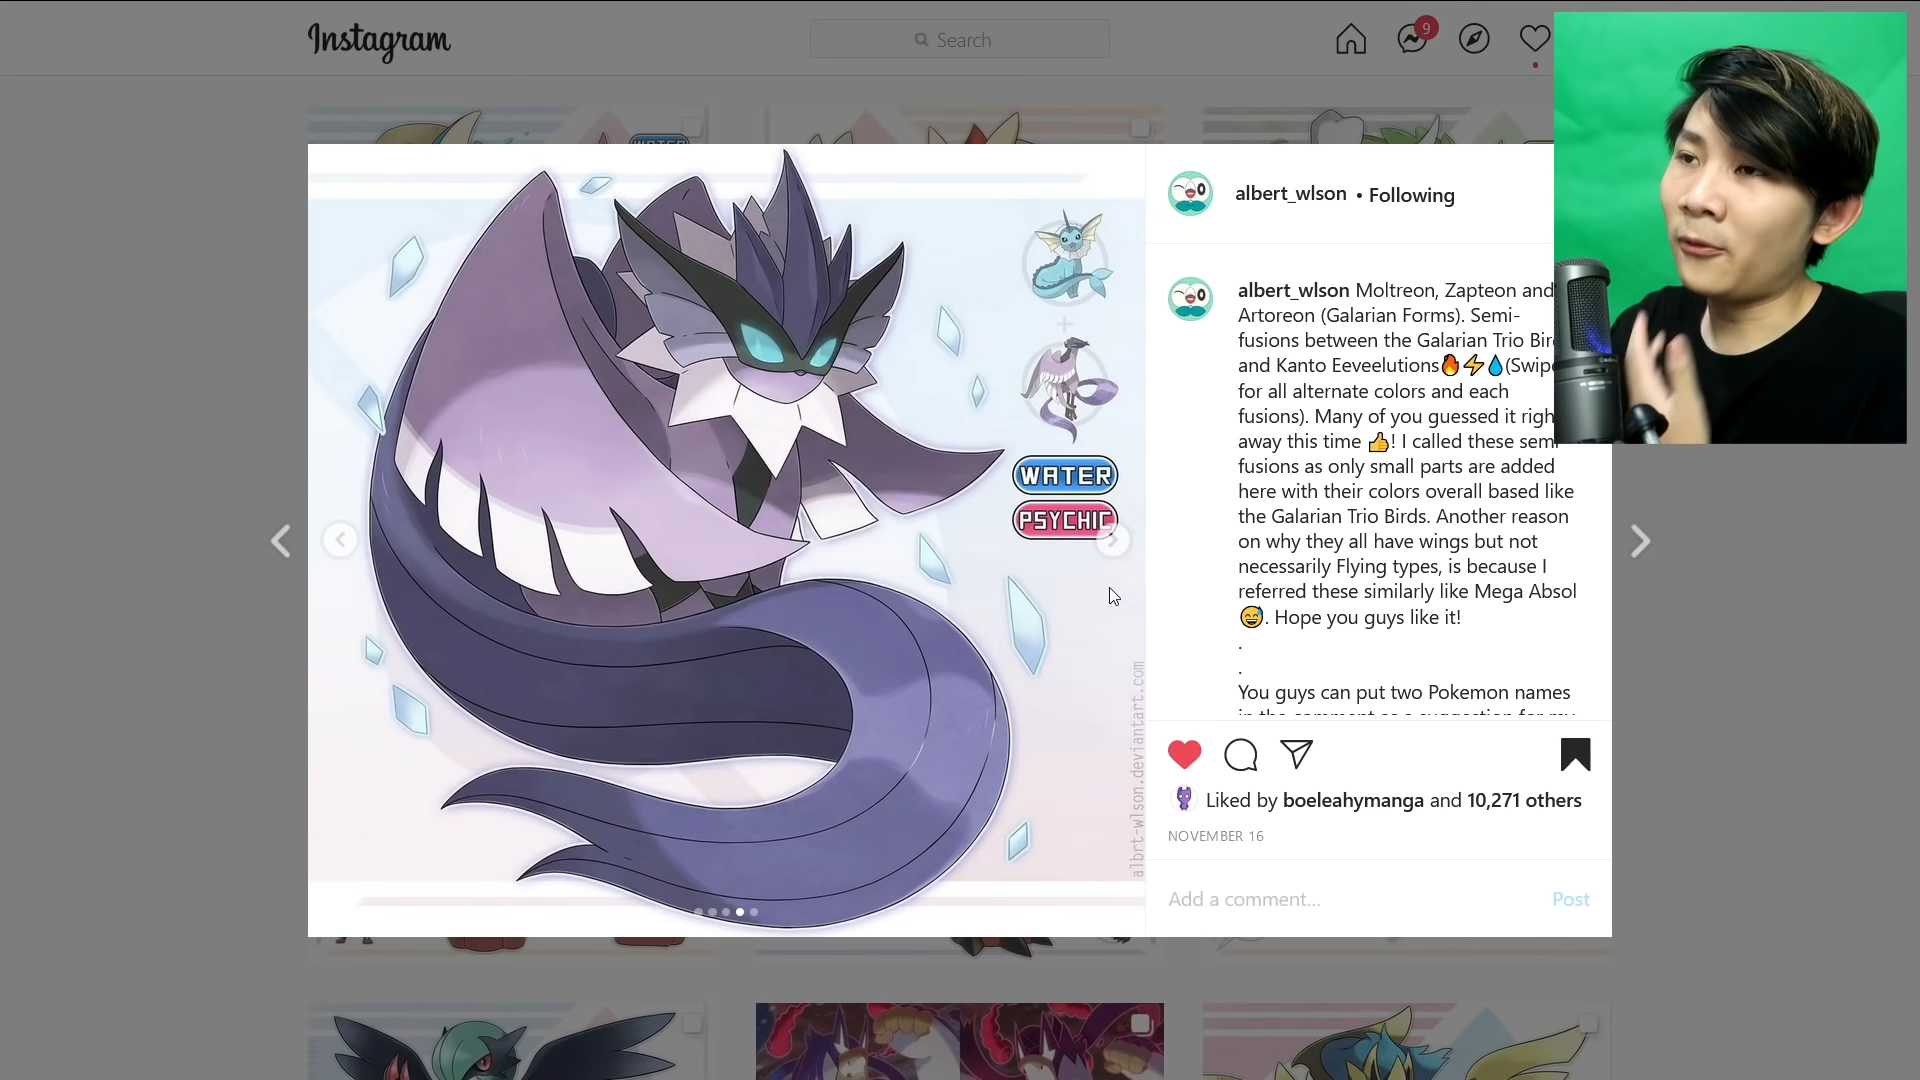 Instagram
Search
9
WATER
albert_wlson • Following
albert_wlson Moltreon, Zapteon and
Artoreon (Galarian Forms). Semi-
fusions between the Galarian Trio
and Kanto Eeveelutions🔥⚡💧(Swipe
for all alternate colors and each
fusions). Many of you guessed it
away this time 👍! I called these
fusions as only small parts are added
here with their colors overall based like
the Galarian Trio Birds. Another reason
on why they all have wings but not
necessarily Flying types, is because I
referred these similarly like Mega Absol
😅. Hope you guys like it!
.
.
You guys can put two Pokemon names
WATER
PSYCHIC
albrt-wlson.deviantart.com
Liked by boeleahymanga and 10,271 others
NOVEMBER 16
Add a comment...
Post